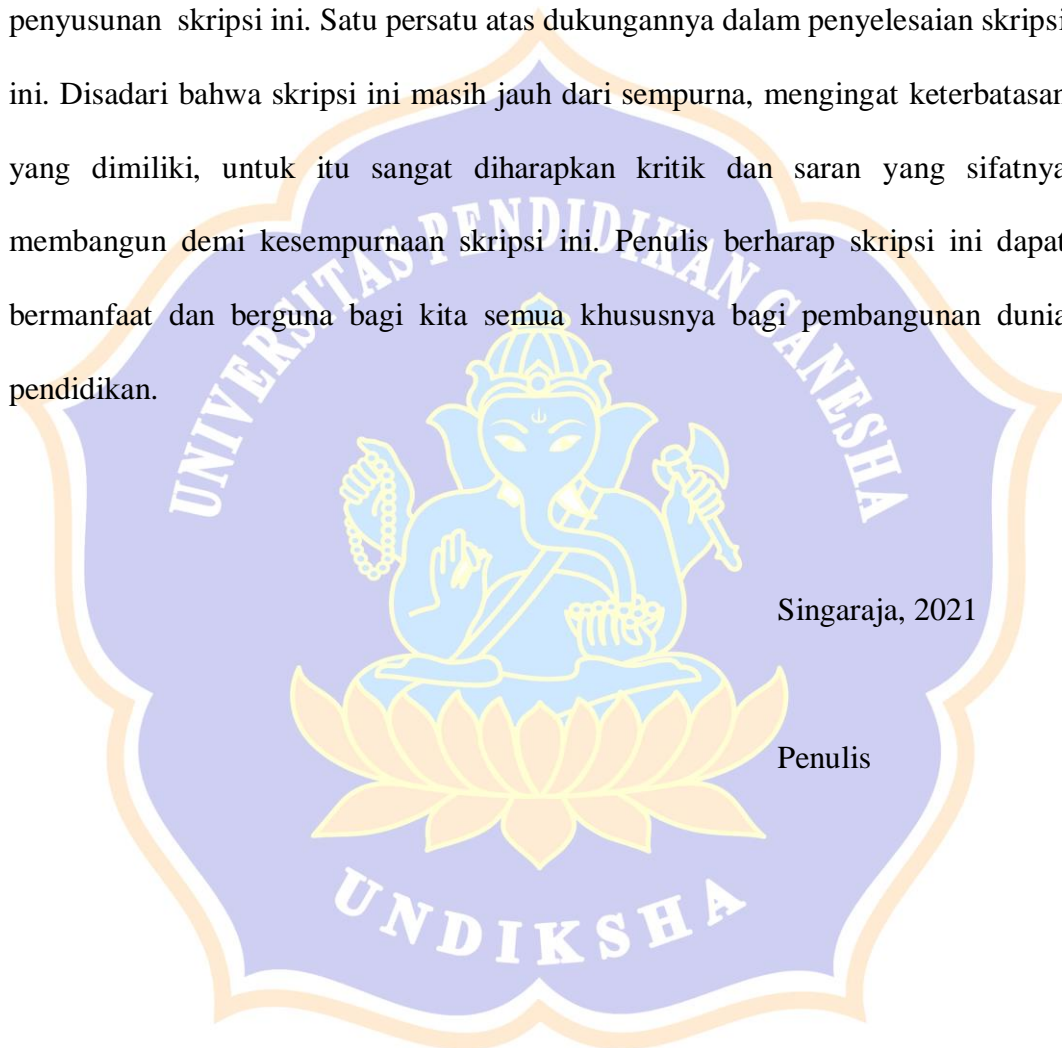 penyusunan  skripsi ini. Satu persatu atas dukungannya dalam penyelesaian skripsi
ini. Disadari bahwa skripsi ini masih jauh dari sempurna, mengingat keterbatasan
yang dimiliki, untuk itu sangat diharapkan kritik dan saran yang sifatnya
membangun demi kesempurnaan skripsi ini. Penulis berharap skripsi ini dapat
bermanfaat dan berguna bagi kita semua khususnya bagi pembangunan dunia
pendidikan.
UNIVERSITAS PENDIDIKAN GANESHA
Singaraja, 2021
Penulis
UNDIKSHA